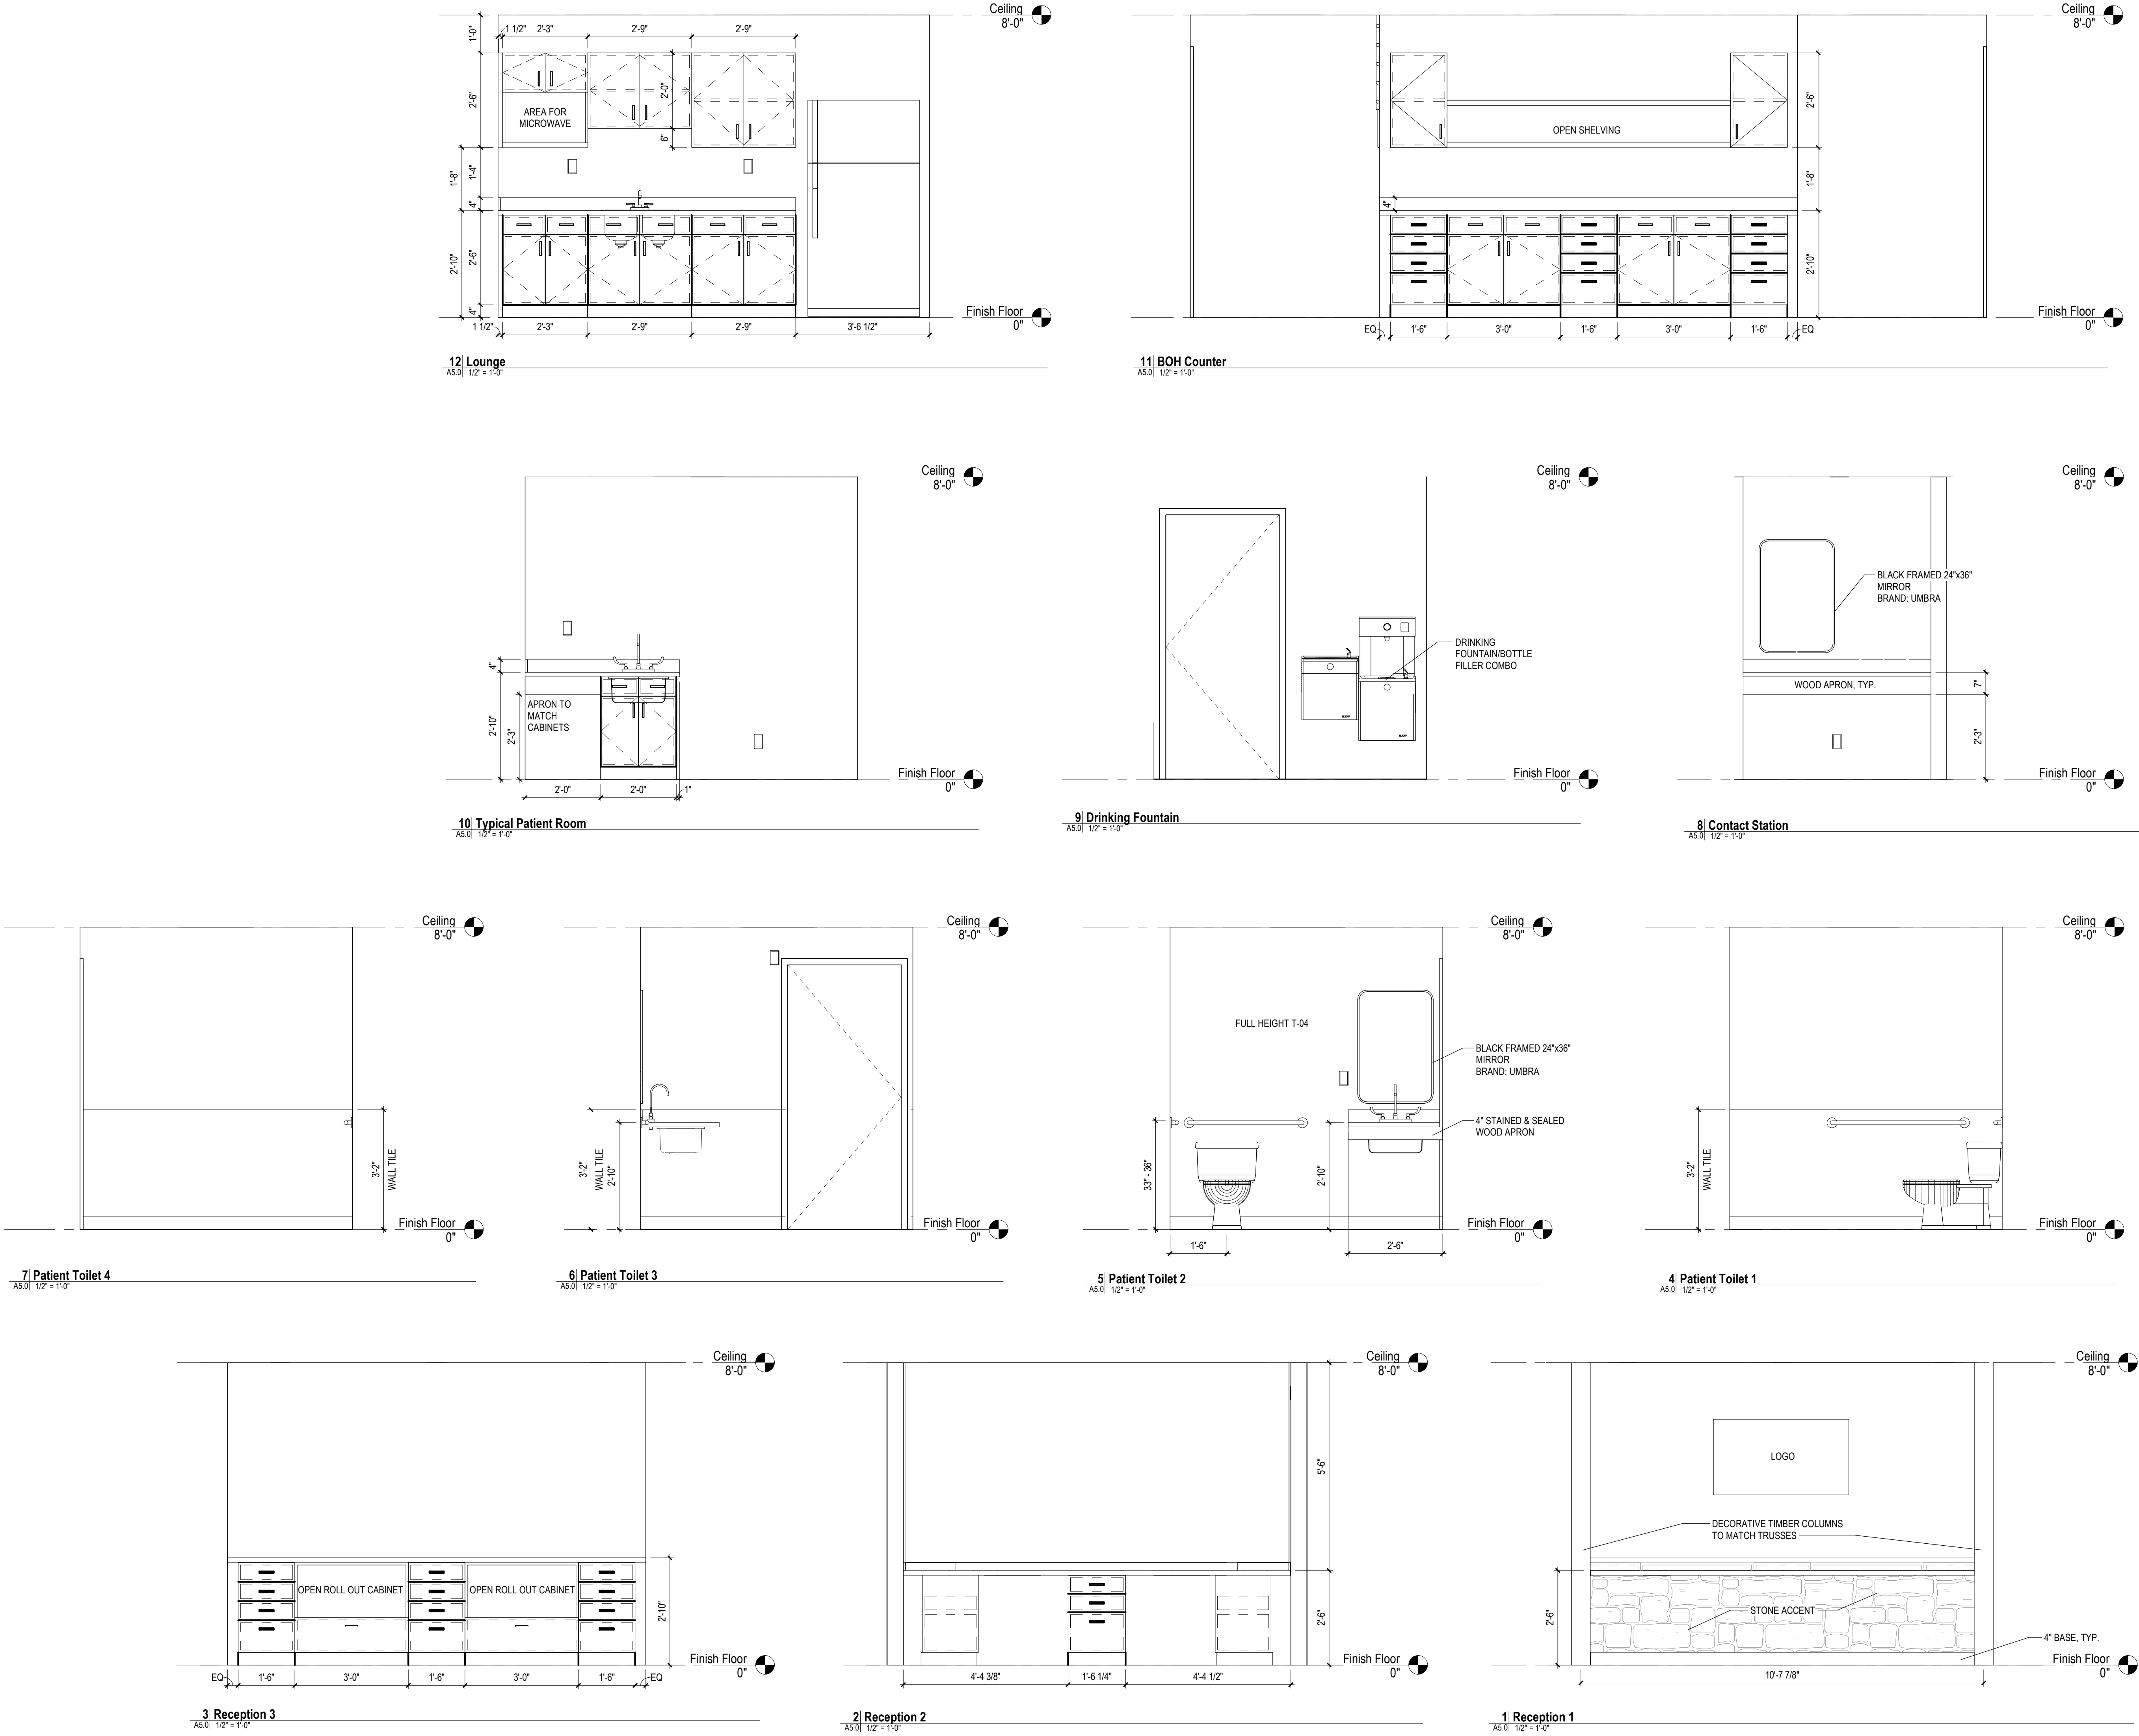 Ceiling
8'-0"
1'-0"
1 1/2"
2'-3"
2'-9"
2'-9"
2'-0"
2'-6"
AREA FOR
MICROWAVE
6"
1'-8"
1'-4"
4"
2'-10"
2'-6"
4"
Finish Floor
0"
1 1/2"
2'-3"
2'-9"
2'-9"
3'-6 1/2"
12 Lounge
A5.0 1/2" = 1'-0"
Ceiling
8'-0"
2'-6"
OPEN SHELVING
1'-8"
4"
2'-10"
Finish Floor
0"
EQ
1'-6"
3'-0"
1'-6"
3'-0"
1'-6"
EQ
11 BOH Counter
A5.0 1/2" = 1'-0"
Ceiling
8'-0"
4"
APRON TO
MATCH
CABINETS
2'-10"
2'-3"
Finish Floor
0"
2'-0"
2'-0"
1"
10 Typical Patient Room
A5.0 1/2" = 1'-0"
Ceiling
8'-0"
DRINKING
FOUNTAIN/BOTTLE
FILLER COMBO
Finish Floor
0"
9 Drinking Fountain
A5.0 1/2" = 1'-0"
Ceiling
8'-0"
BLACK FRAMED 24"x36"
MIRROR
BRAND: UMBRA
WOOD APRON, TYP.
7"
2'-3"
Finish Floor
0"
8 Contact Station
A5.0 1/2" = 1'-0"
Ceiling
8'-0"
3'-2"
WALL TILE
Finish Floor
0"
7 Patient Toilet 4
A5.0 1/2" = 1'-0"
Ceiling
8'-0"
3'-2"
WALL TILE
2'-10"
Finish Floor
0"
6 Patient Toilet 3
A5.0 1/2" = 1'-0"
Ceiling
8'-0"
FULL HEIGHT T-04
BLACK FRAMED 24"x36"
MIRROR
BRAND: UMBRA
4" STAINED & SEALED
WOOD APRON
33" - 36"
2'-10"
Finish Floor
0"
1'-6"
2'-6"
5 Patient Toilet 2
A5.0 1/2" = 1'-0"
Ceiling
8'-0"
3'-2"
WALL TILE
Finish Floor
0"
4 Patient Toilet 1
A5.0 1/2" = 1'-0"
Ceiling
8'-0"
OPEN ROLL OUT CABINET
OPEN ROLL OUT CABINET
2'-10"
Finish Floor
0"
EQ
1'-6"
3'-0"
1'-6"
3'-0"
1'-6"
EQ
3 Reception 3
A5.0 1/2" = 1'-0"
Ceiling
8'-0"
5'-6"
2'-6"
Finish Floor
0"
4'-4 3/8"
1'-6 1/4"
4'-4 1/2"
2 Reception 2
A5.0 1/2" = 1'-0"
Ceiling
8'-0"
LOGO
DECORATIVE TIMBER COLUMNS
TO MATCH TRUSSES
STONE ACCENT
2'-6"
4" BASE, TYP.
Finish Floor
0"
10'-7 7/8"
1 Reception 1
A5.0 1/2" = 1'-0"